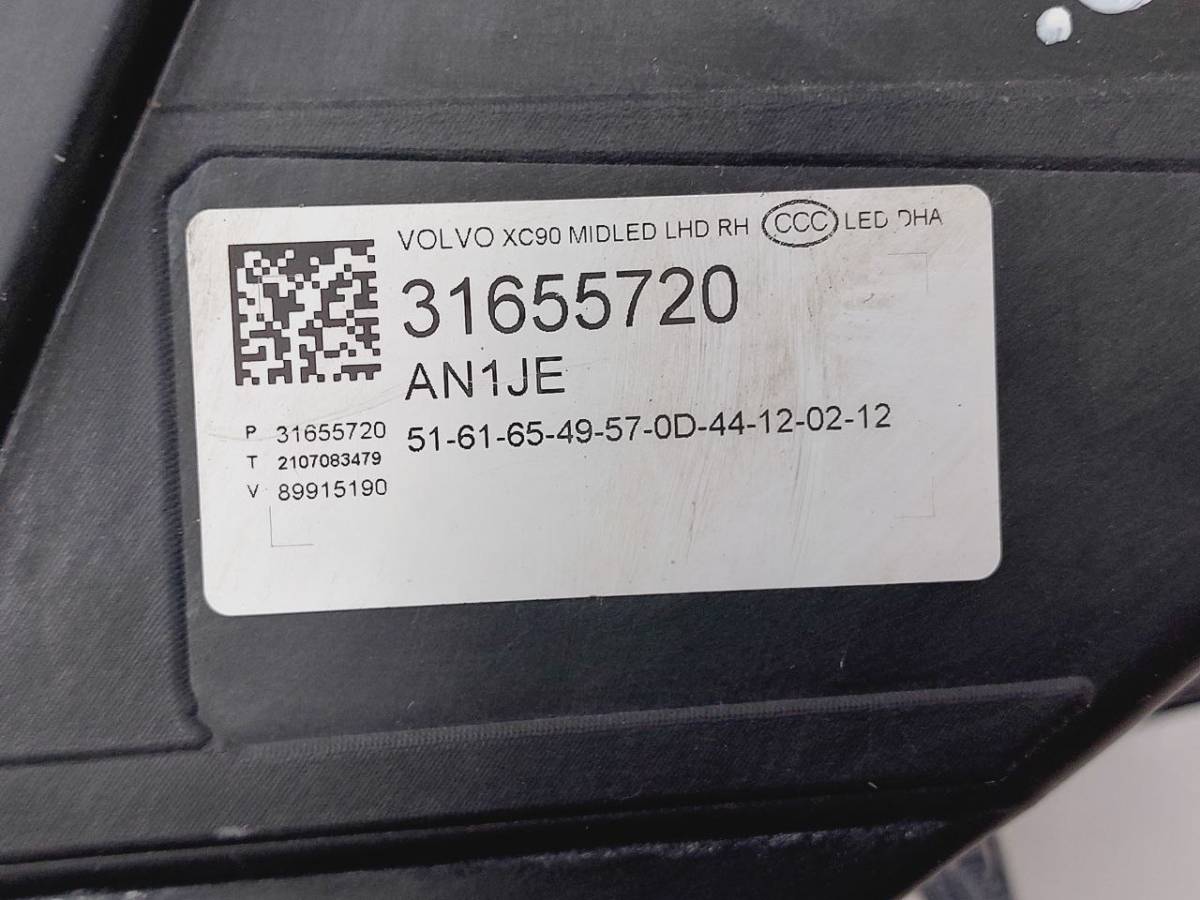 VOLVO XC90 MIDLED LHD RH CCC LED DHA
31655720
AN1JE
51-61-65-49-57-0D-44-12-02-12
P 31655720
T 2107083479
V 89915190